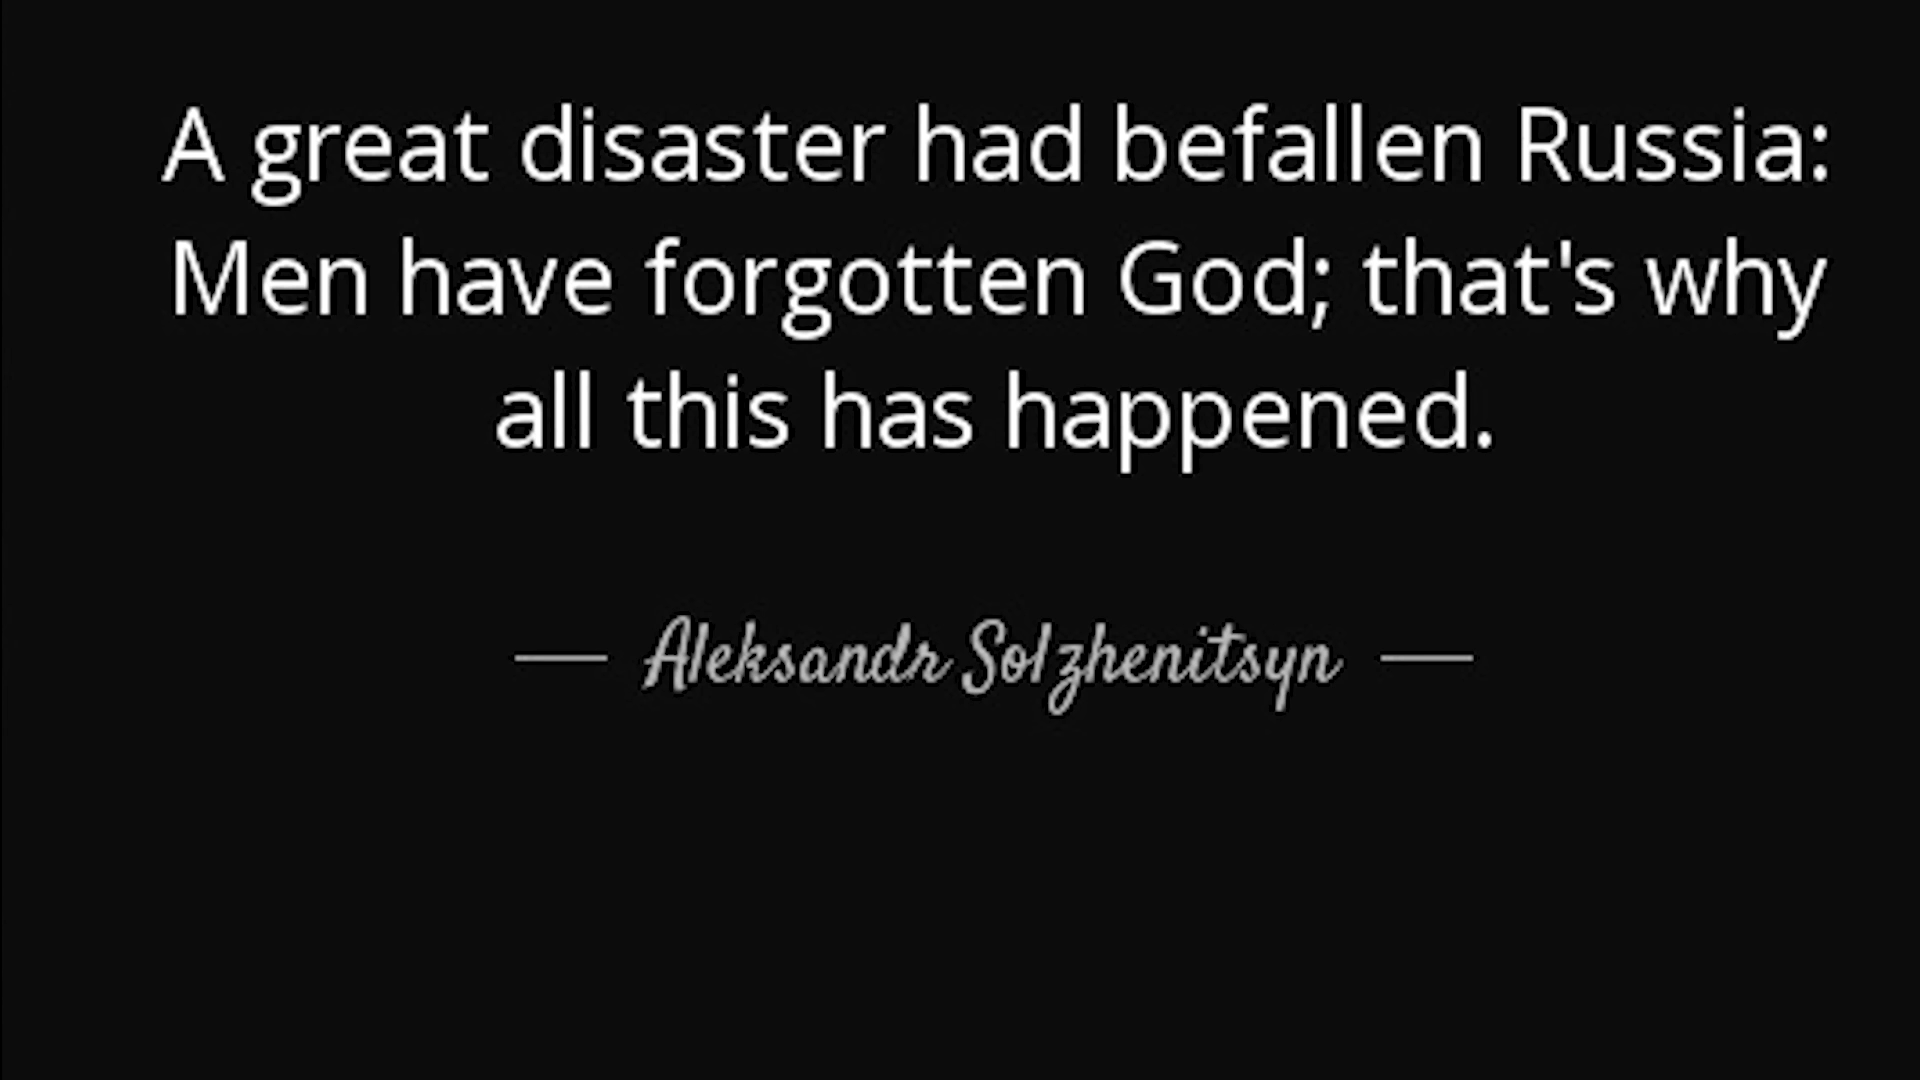 A great disaster had befallen Russia:
Men have forgotten God; that's why
all this has happened.
— Aleksandr Solzhenitsyn —